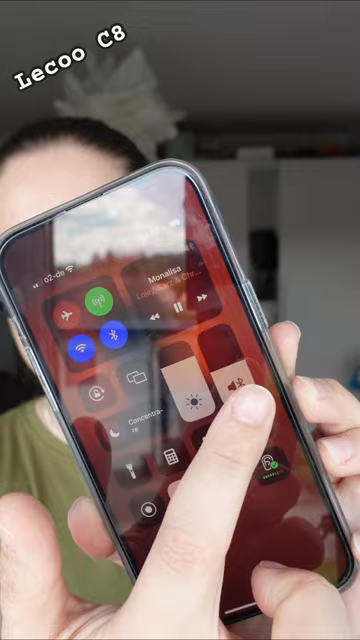 Lecoo C8
o2-de
Monalisa
Concentra-
re